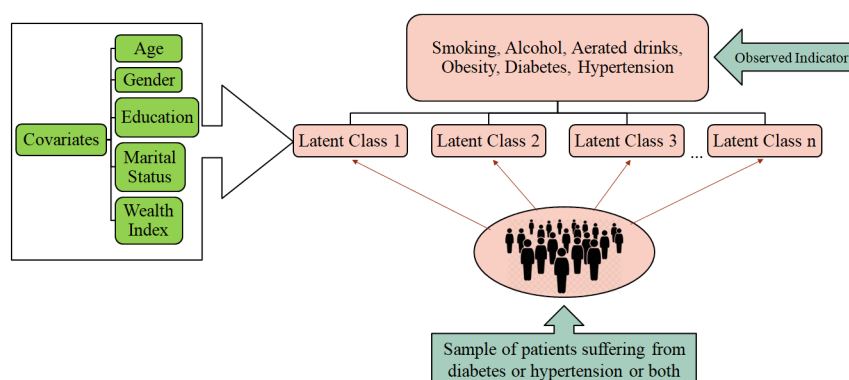 Age
Gender
Education
Covariates
Marital
Status
Wealth
Index
Smoking, Alcohol, Aerated drinks,
Obesity, Diabetes, Hypertension
Observed Indicator
Latent Class 1
Latent Class 2
Latent Class 3
...
Latent Class n
Sample of patients suffering from
diabetes or hypertension or both